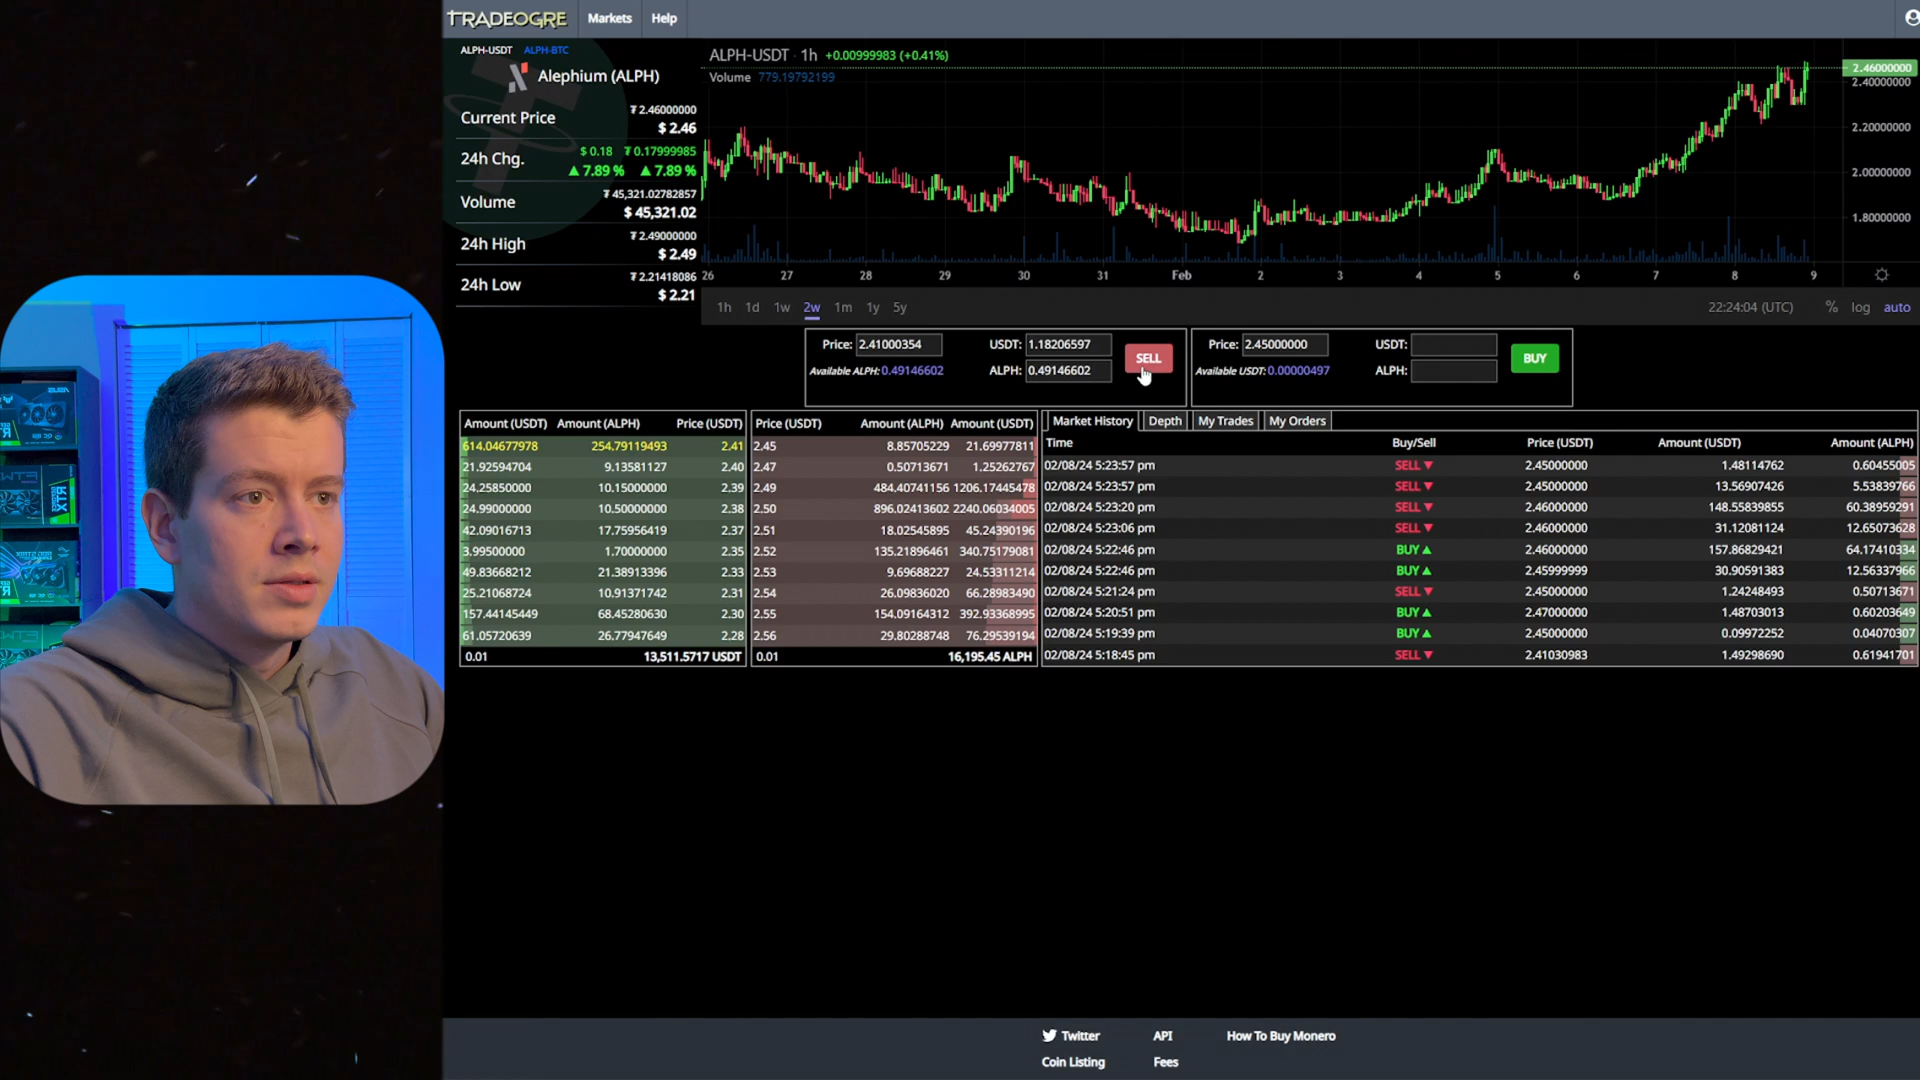 TRADEOGRE Markets Help
ALPH-USDT ALPH-BTC
Alephium (ALPH)
Current Price ₮ 2.46000000
$ 2.46
24h Chg. $ 0.18 ₮ 0.17999985
▲ 7.89 % ▲ 7.89 %
Volume ₮ 45,321.02782857
$ 45,321.02
24h High ₮ 2.49000000
$ 2.49
24h Low ₮ 2.21418086
$ 2.21
ALPH-USDT · 1h +0.00999983 (+0.41%)
Volume 779.19792199
2.46000000
2.40000000
2.20000000
2.00000000
1.80000000
26 27 28 29 30 31 Feb 2 3 4 5 6 7 8 9
1h 1d 1w 2w 1m 1y 5y 22:24:04 (UTC) % log auto
Price: 2.41000354 USDT: 1.18206597 SELL
Available ALPH: 0.49146602 ALPH: 0.49146602
Price: 2.45000000 USDT: BUY
Available USDT: 0.00000497 ALPH:
Amount (USDT) Amount (ALPH) Price (USDT)
614.04677978 254.79119493 2.41
21.92594704 9.13581127 2.40
24.25850000 10.15000000 2.39
24.99000000 10.50000000 2.38
42.09016713 17.75956419 2.37
3.99500000 1.70000000 2.35
49.83668212 21.38913396 2.33
25.21068724 10.91371742 2.31
157.44145449 68.45280630 2.30
61.05720639 26.77947649 2.28
0.01 13,511.5717 USDT
Price (USDT) Amount (ALPH) Amount (USDT)
2.45 8.85705229 21.69977811
2.47 0.50713671 1.25262767
2.49 484.40741156 1206.17445478
2.50 896.02413602 2240.06034005
2.51 18.02545895 45.24390196
2.52 135.21896461 340.75179081
2.53 9.69688227 24.53311214
2.54 26.09836020 66.28983490
2.55 154.09164312 392.93368995
2.56 29.80288748 76.29539194
0.01 16,195.45 ALPH
Market History Depth My Trades My Orders
Time Buy/Sell Price (USDT) Amount (USDT) Amount (ALPH)
02/08/24 5:23:57 pm SELL ▼ 2.45000000 1.48114762 0.60455005
02/08/24 5:23:57 pm SELL ▼ 2.45000000 13.56907426 5.53839766
02/08/24 5:23:20 pm SELL ▼ 2.46000000 148.55839855 60.38959291
02/08/24 5:23:06 pm SELL ▼ 2.46000000 31.12081124 12.65073628
02/08/24 5:22:46 pm BUY ▲ 2.46000000 157.86829421 64.17410334
02/08/24 5:22:46 pm BUY ▲ 2.45999999 30.90591383 12.56337966
02/08/24 5:21:24 pm SELL ▼ 2.45000000 1.24248493 0.50713671
02/08/24 5:20:51 pm BUY ▲ 2.47000000 1.48703013 0.60203649
02/08/24 5:19:39 pm BUY ▲ 2.45000000 0.09972252 0.04070307
02/08/24 5:18:45 pm SELL ▼ 2.41030983 1.49298690 0.61941701
Twitter API How To Buy Monero
Coin Listing Fees